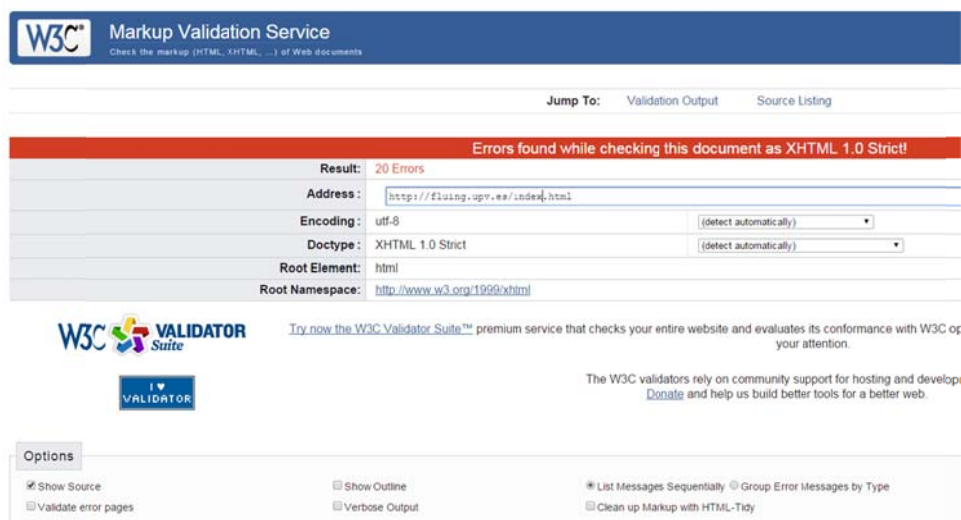 W3C® Markup Validation Service
Check the markup (HTML, XHTML, ...) of Web documents
Jump To: Validation Output Source Listing
Errors found while checking this document as XHTML 1.0 Strict!
Result: 20 Errors
Address : http://fluing.upv.es/index.html
Encoding : utf-8 (detect automatically)
Doctype : XHTML 1.0 Strict (detect automatically)
Root Element: html
Root Namespace: http://www.w3.org/1999/xhtml
W3C VALIDATOR Suite
Try now the W3C Validator Suite™ premium service that checks your entire website and evaluates its conformance with W3C op
your attention.
I ♥ VALIDATOR
The W3C validators rely on community support for hosting and develop
Donate and help us build better tools for a better web.
Options
Show Source Show Outline List Messages Sequentially Group Error Messages by Type
Validate error pages Verbose Output Clean up Markup with HTML-Tidy